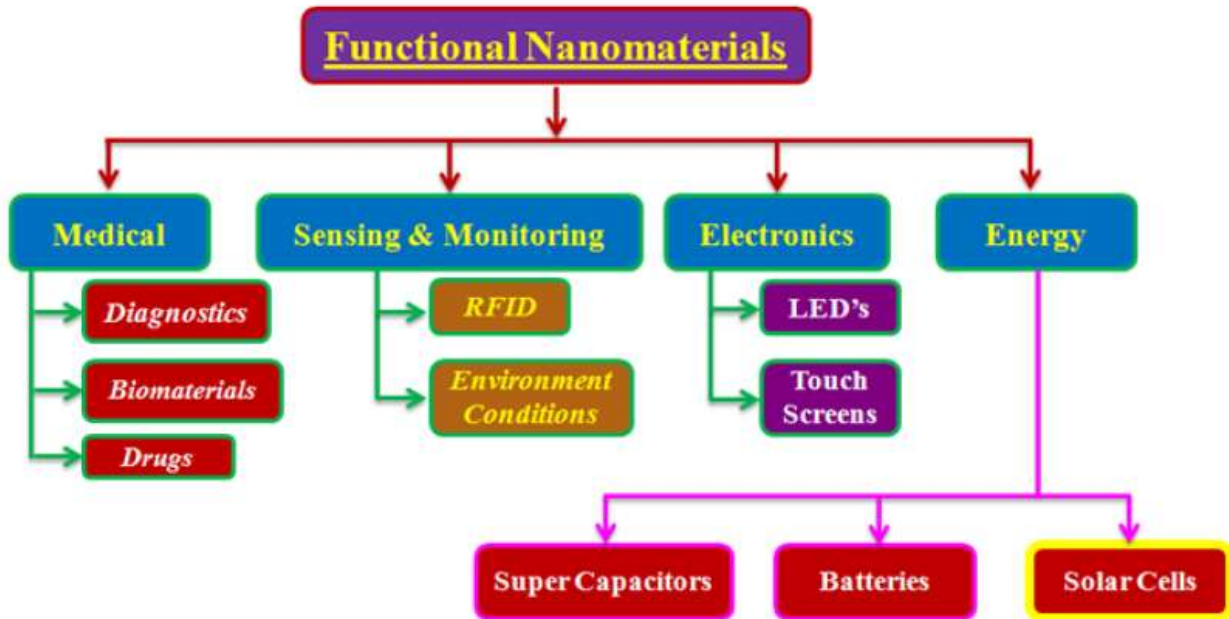 Functional Nanomaterials
Medical
Sensing & Monitoring
Electronics
Energy
Diagnostics
Biomaterials
Drugs
RFID
Environment
Conditions
LED's
Touch
Screens
Super Capacitors
Batteries
Solar Cells